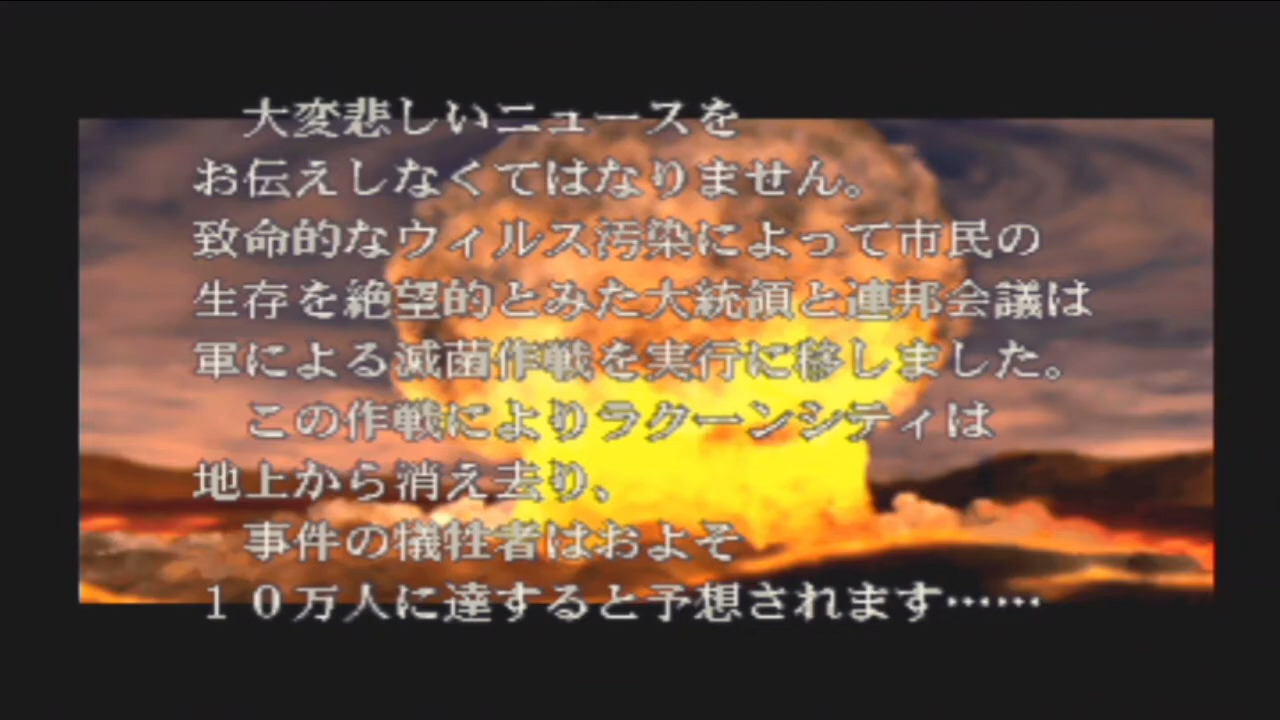 大変悲しいニュースを
お伝えしなくてはなりません。
致命的なウィルス汚染によって市民の
生存を絶望的とみた大統領と連邦会議は
軍による滅菌作戦を実行に移しました。
この作戦によりラクーンシティは
地上から消え去り、
事件の犠牲者はおよそ
１０万人に達すると予想されます……